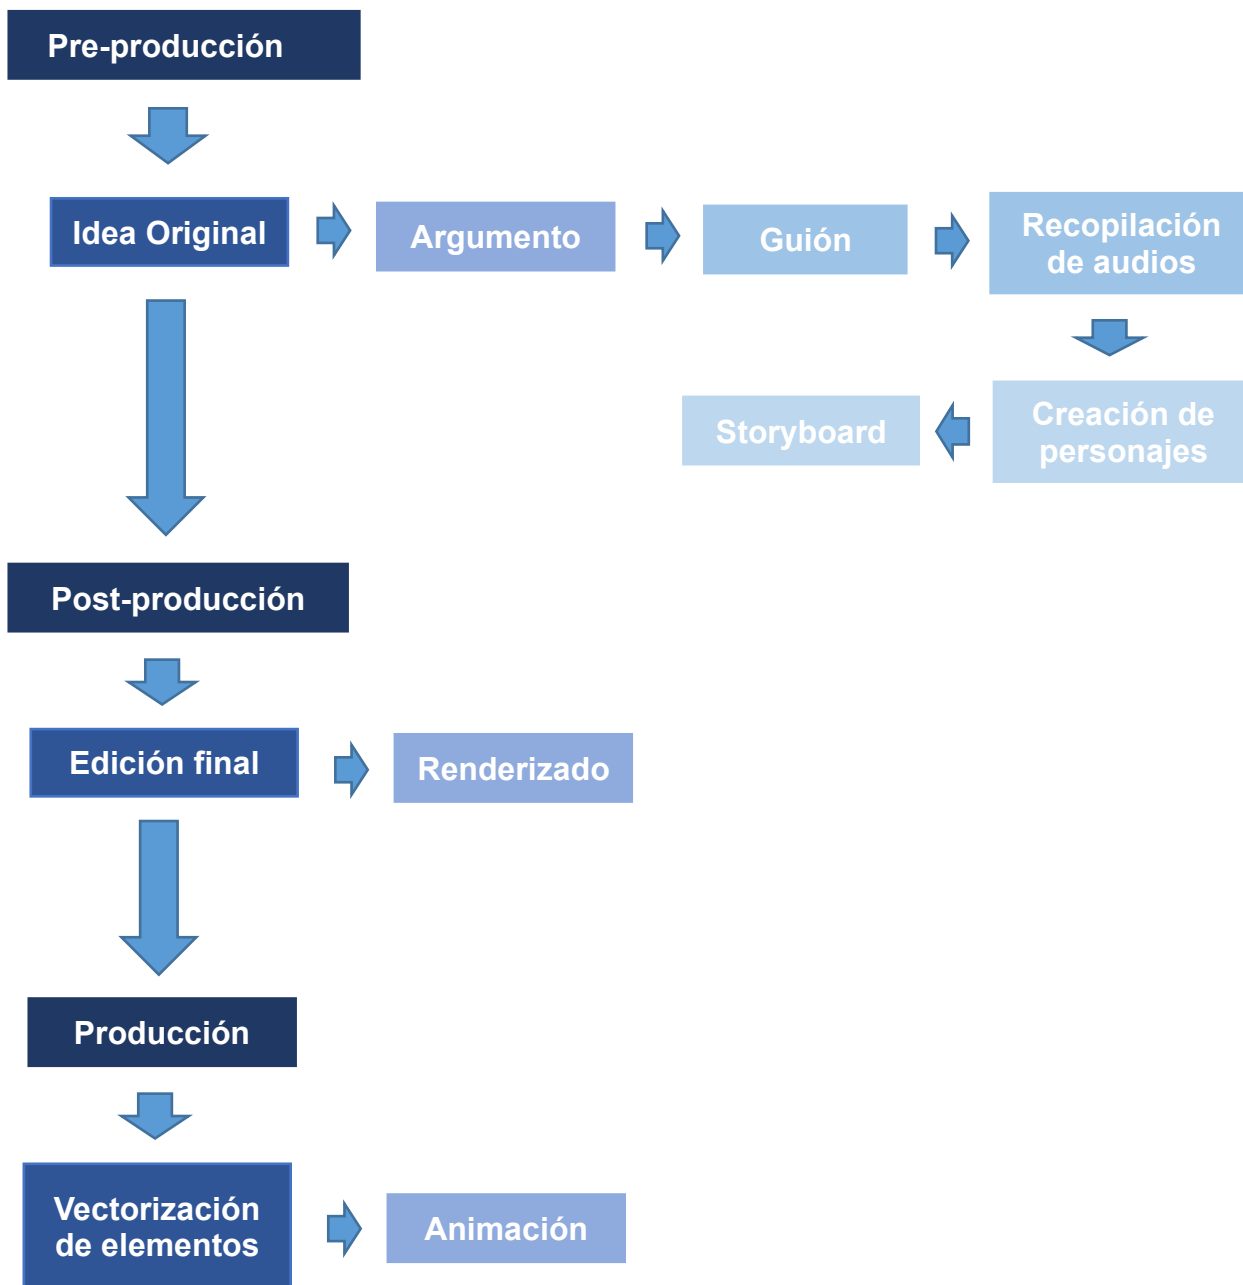 Pre-producción
Idea Original
Argumento
Guión
Recopilación
de audios
Creación de
personajes
Storyboard
Post-producción
Edición final
Renderizado
Producción
Vectorización
de elementos
Animación